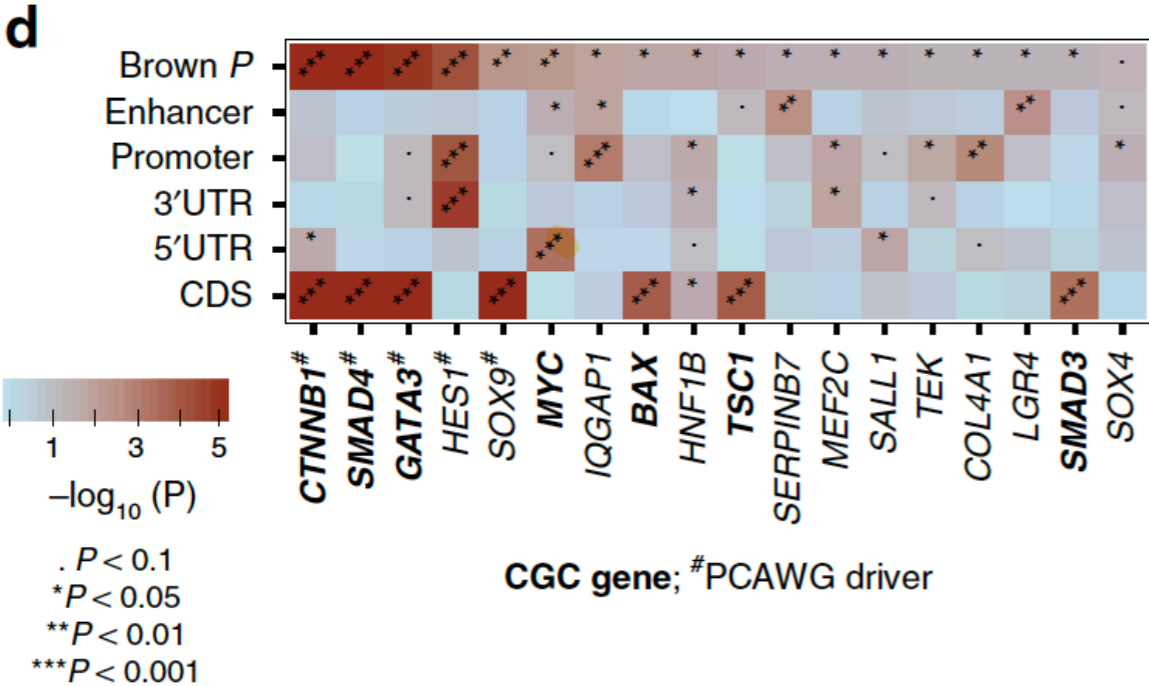 d
Brown P
Enhancer
Promoter
3′UTR
5′UTR
CDS
CTNNB1#
SMAD4#
GATA3#
HES1#
SOX9#
MYC
IQGAP1
BAX
HNF1B
TSC1
SERPINB7
MEF2C
SALL1
TEK
COL4A1
LGR4
SMAD3
SOX4
1 3 5
–log10 (P)
. P < 0.1
*P < 0.05
**P < 0.01
***P < 0.001
CGC gene; #PCAWG driver